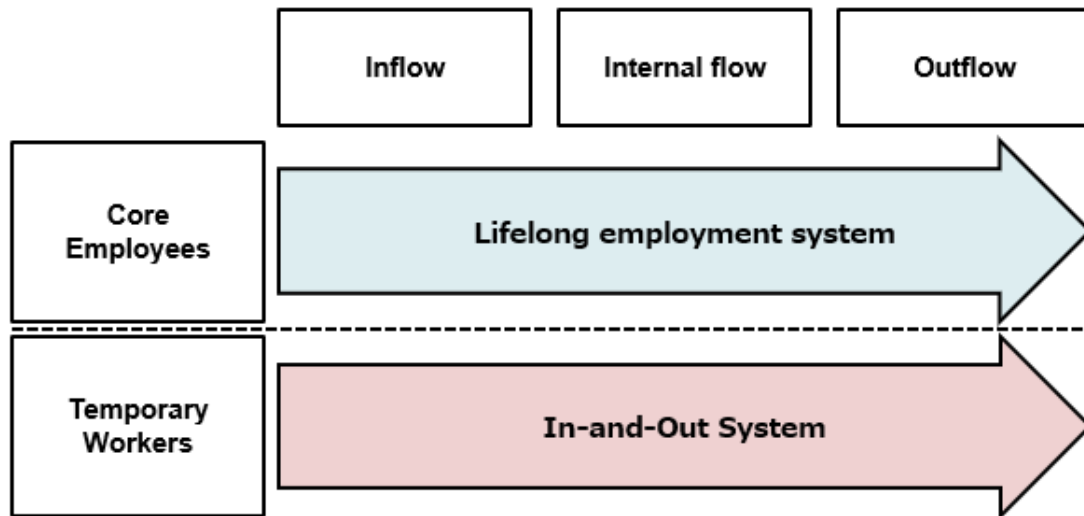 Inflow
Internal flow
Outflow
Core
Employees
Lifelong employment system
Temporary
Workers
In-and-Out System